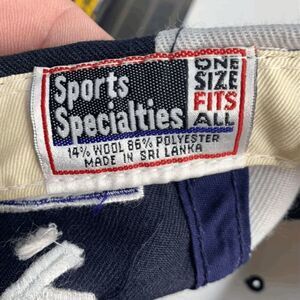 Sports
Specialties
ONE
SIZE
FITS
ALL
14% WOOL 86% POLYESTER
MADE IN SRI LANKA